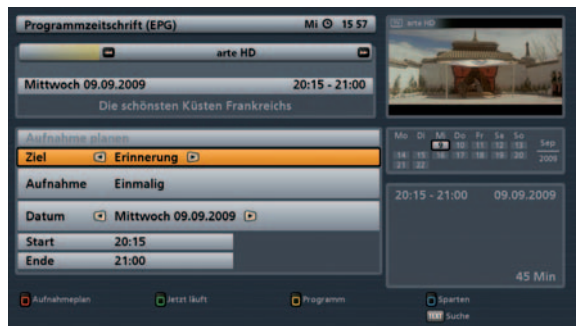 Programmzeitschrift (EPG) Mi 15 57
arte HD
Mittwoch 09.09.2009 20:15 - 21:00
Die schönsten Küsten Frankreichs
arte HD
Aufnahme planen
Ziel Erinnerung
Aufnahme Einmalig
Datum Mittwoch 09.09.2009
Start 20:15
Ende 21:00
Mo Di Mi Do Fr Sa So
9 10 11 12 13 Sep
14 15 16 17 18 19 20 2009
21 22
20:15 - 21:00 09.09.2009
45 Min
Aufnahmeplan Jetzt läuft Programm Sparten
TEXT Suche